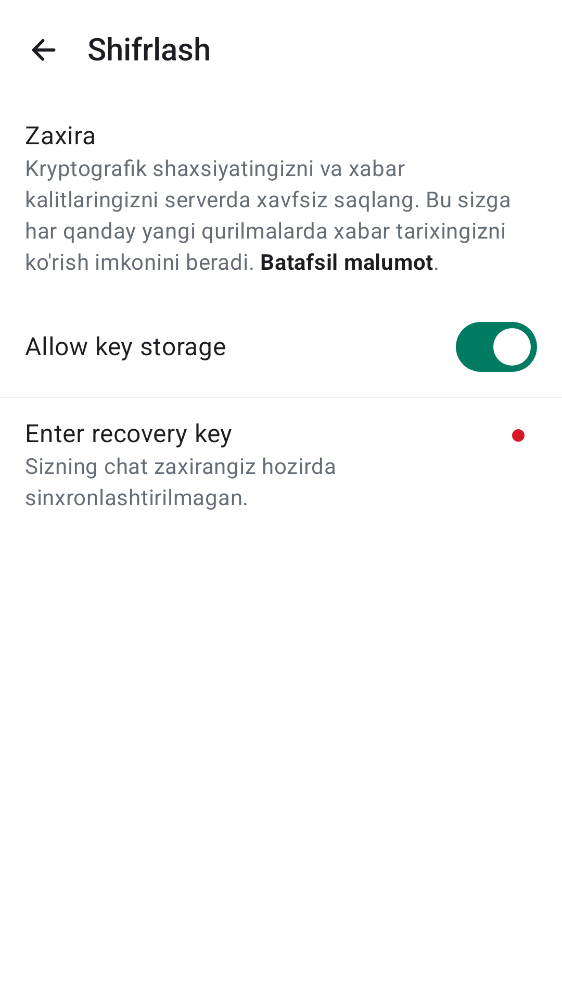 Shifrlash
Zaxira
Kryptografik shaxsiyatingizni va xabar
kalitlaringizni serverda xavfsiz saqlang. Bu sizga
har qanday yangi qurilmalarda xabar tarixingizni
ko'rish imkonini beradi. Batafsil malumot.
Allow key storage
Enter recovery key
Sizning chat zaxirangiz hozirda
sinxronlashtirilmagan.